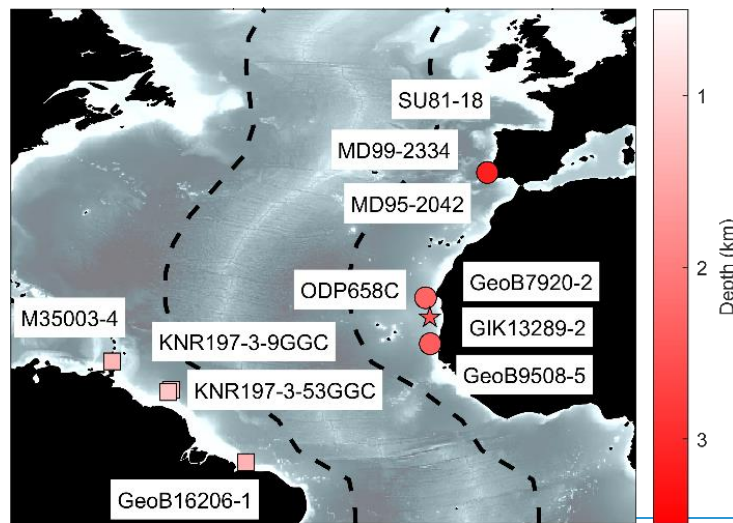 SU81-18
MD99-2334
MD95-2042
ODP658C
GeoB7920-2
M35003-4
GIK13289-2
KNR197-3-9GGC
GeoB9508-5
KNR197-3-53GGC
GeoB16206-1
1
2
3
Depth (km)